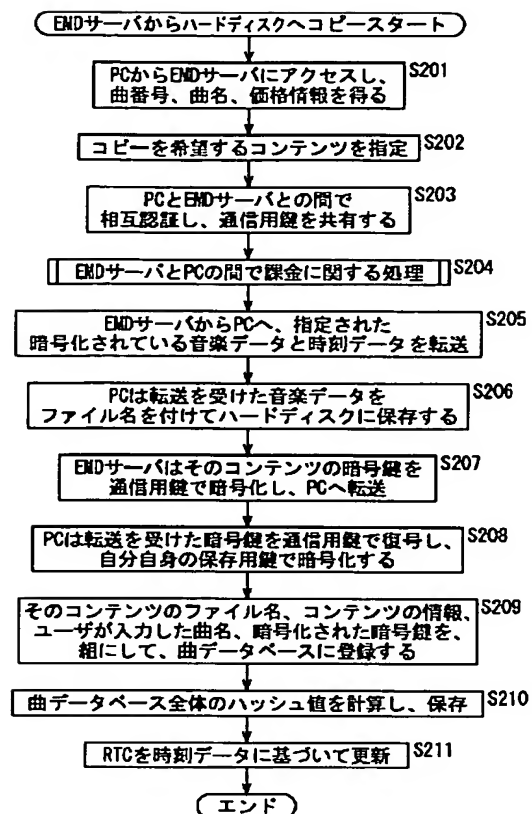 EMDサーバからハードディスクへコピースタート
PCからEMDサーバにアクセスし、
曲番号、曲名、価格情報を得る
S201
コピーを希望するコンテンツを指定
S202
PCとEMDサーバとの間で
相互認証し、通信用鍵を共有する
S203
EMDサーバとPCの間で課金に関する処理
S204
EMDサーバからPCへ、指定された
暗号化されている音楽データと時刻データを転送
S205
PCは転送を受けた音楽データを
ファイル名を付けてハードディスクに保存する
S206
EMDサーバはそのコンテンツの暗号鍵を
通信用鍵で暗号化し、PCへ転送
S207
PCは転送を受けた暗号鍵を通信用鍵で復号し、
自分自身の保存用鍵で暗号化する
S208
そのコンテンツのファイル名、コンテンツの情報、
ユーザが入力した曲名、暗号化された暗号鍵を、
組にして、曲データベースに登録する
S209
曲データベース全体のハッシュ値を計算し、保存
S210
RTCを時刻データに基づいて更新
S211
エンド